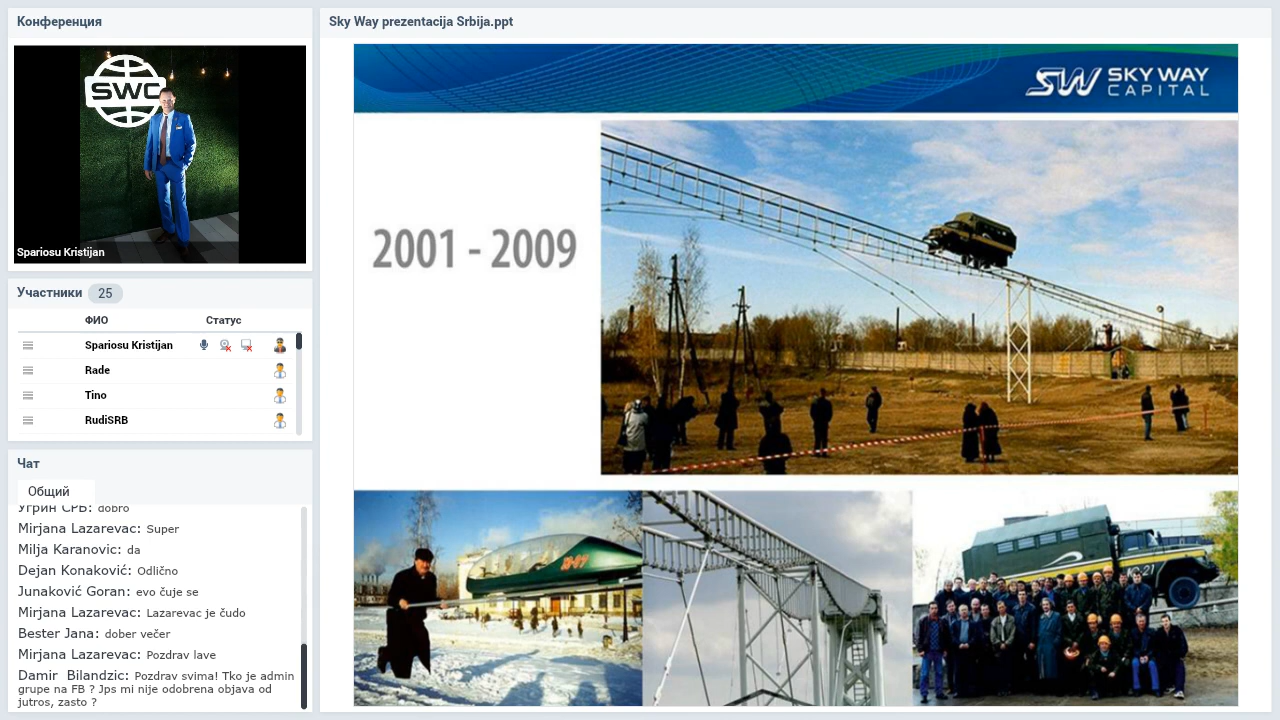 Конференция
SWC
Spariosu Kristijan
Участники 25
ФИО Статус
Spariosu Kristijan
Rade
Tino
RudiSRB
Чат
Общий
Угрин СРБ: dobro
Mirjana Lazarevac: Super
Milja Karanovic: da
Dejan Konaković: Odlično
Junaković Goran: evo čuje se
Mirjana Lazarevac: Lazarevac je čudo
Bester Jana: dober večer
Mirjana Lazarevac: Pozdrav lave
Damir Bilandzic: Pozdrav svima! Tko je admin
grupe na FB ? Jps mi nije odobrena objava od
jutros, zasto ?
Sky Way prezentacija Srbija.ppt
SW SKY WAY
CAPITAL
2001 - 2009